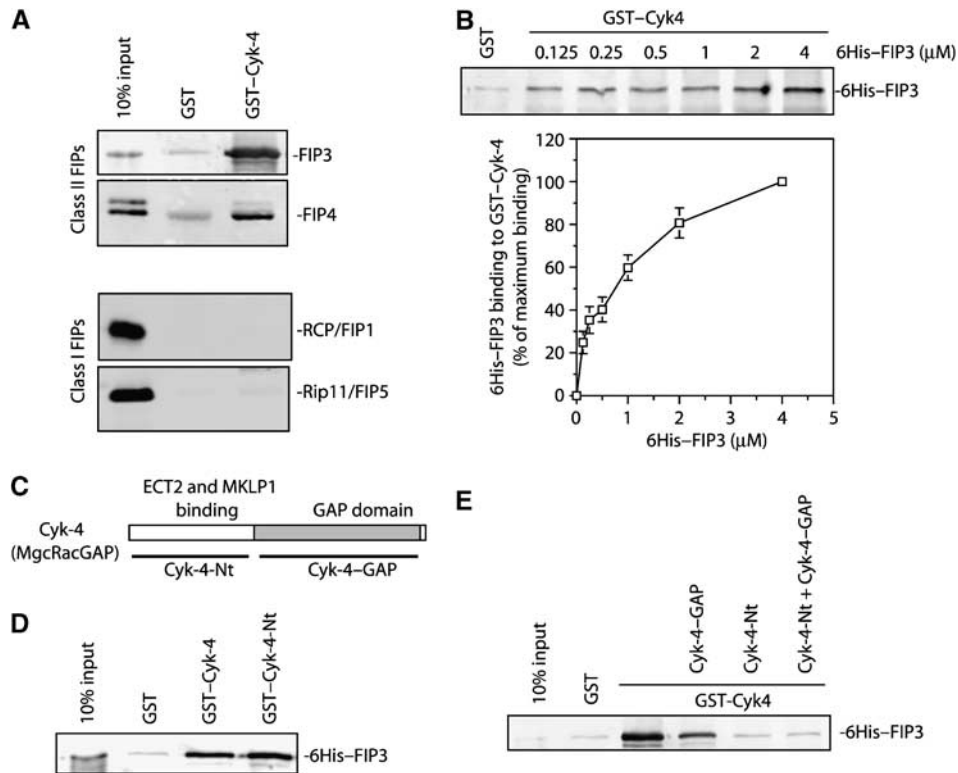 A
10% input
GST
GST–Cyk-4
Class II FIPs
-FIP3
-FIP4
Class I FIPs
-RCP/FIP1
-Rip11/FIP5
B
GST
GST–Cyk4
0.125 0.25 0.5 1 2 4 6His–FIP3 (μM)
-6His–FIP3
6His–FIP3 binding to GST–Cyk-4
(% of maximum binding)
120
100
80
60
40
20
0
0 1 2 3 4 5
6His–FIP3 (μM)
C
ECT2 and MKLP1
binding
GAP domain
Cyk-4
(MgcRacGAP)
Cyk-4-Nt
Cyk-4–GAP
D
10% input
GST
GST–Cyk-4
GST–Cyk-4-Nt
-6His–FIP3
E
10% input
GST
Cyk-4–GAP
Cyk-4-Nt
Cyk-4-Nt + Cyk-4–GAP
GST-Cyk4
-6His–FIP3